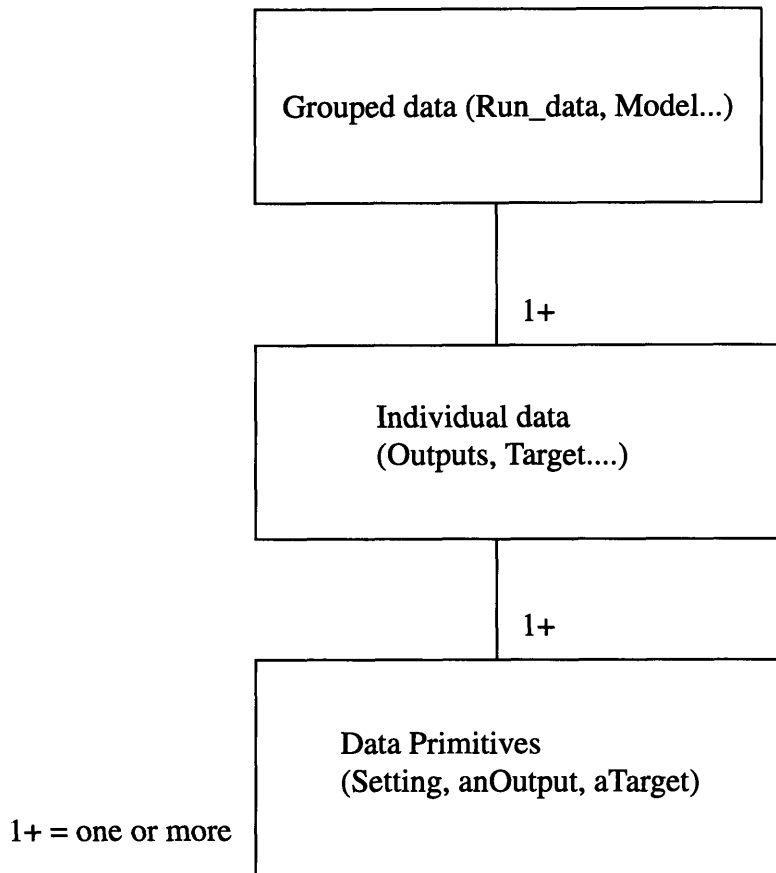 Grouped data (Run_data, Model...)
1+
Individual data
(Outputs, Target....)
1+
Data Primitives
(Setting, anOutput, aTarget)
1+ = one or more